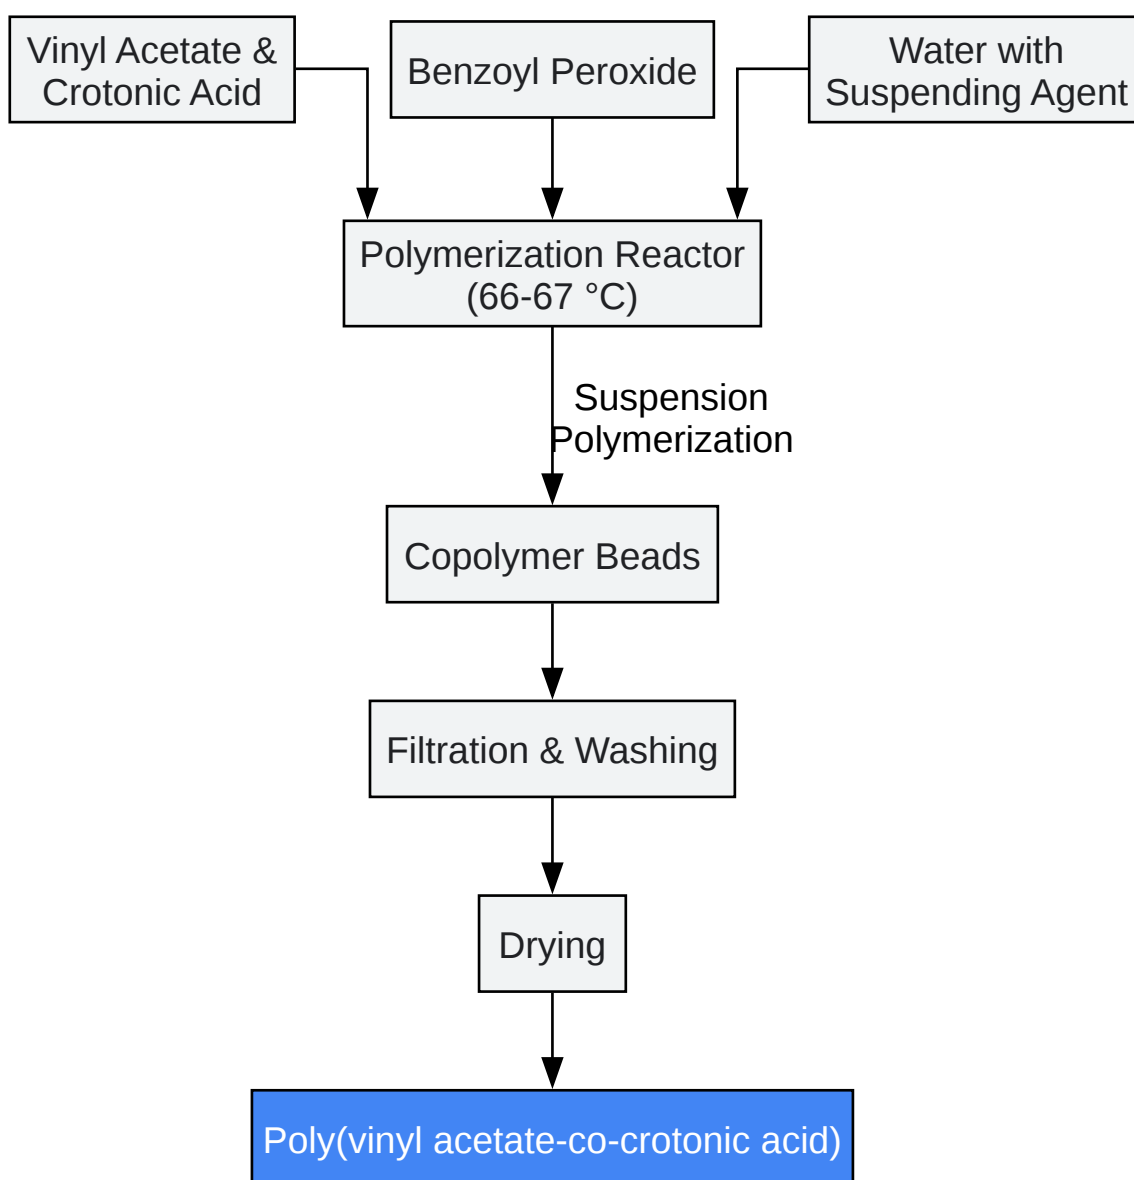 Vinyl Acetate &
Crotonic Acid
Benzoyl Peroxide
Water with
Suspending Agent
Polymerization Reactor
(66-67 °C)
Suspension
Polymerization
Copolymer Beads
Filtration & Washing
Drying
Poly(vinyl acetate-co-crotonic acid)